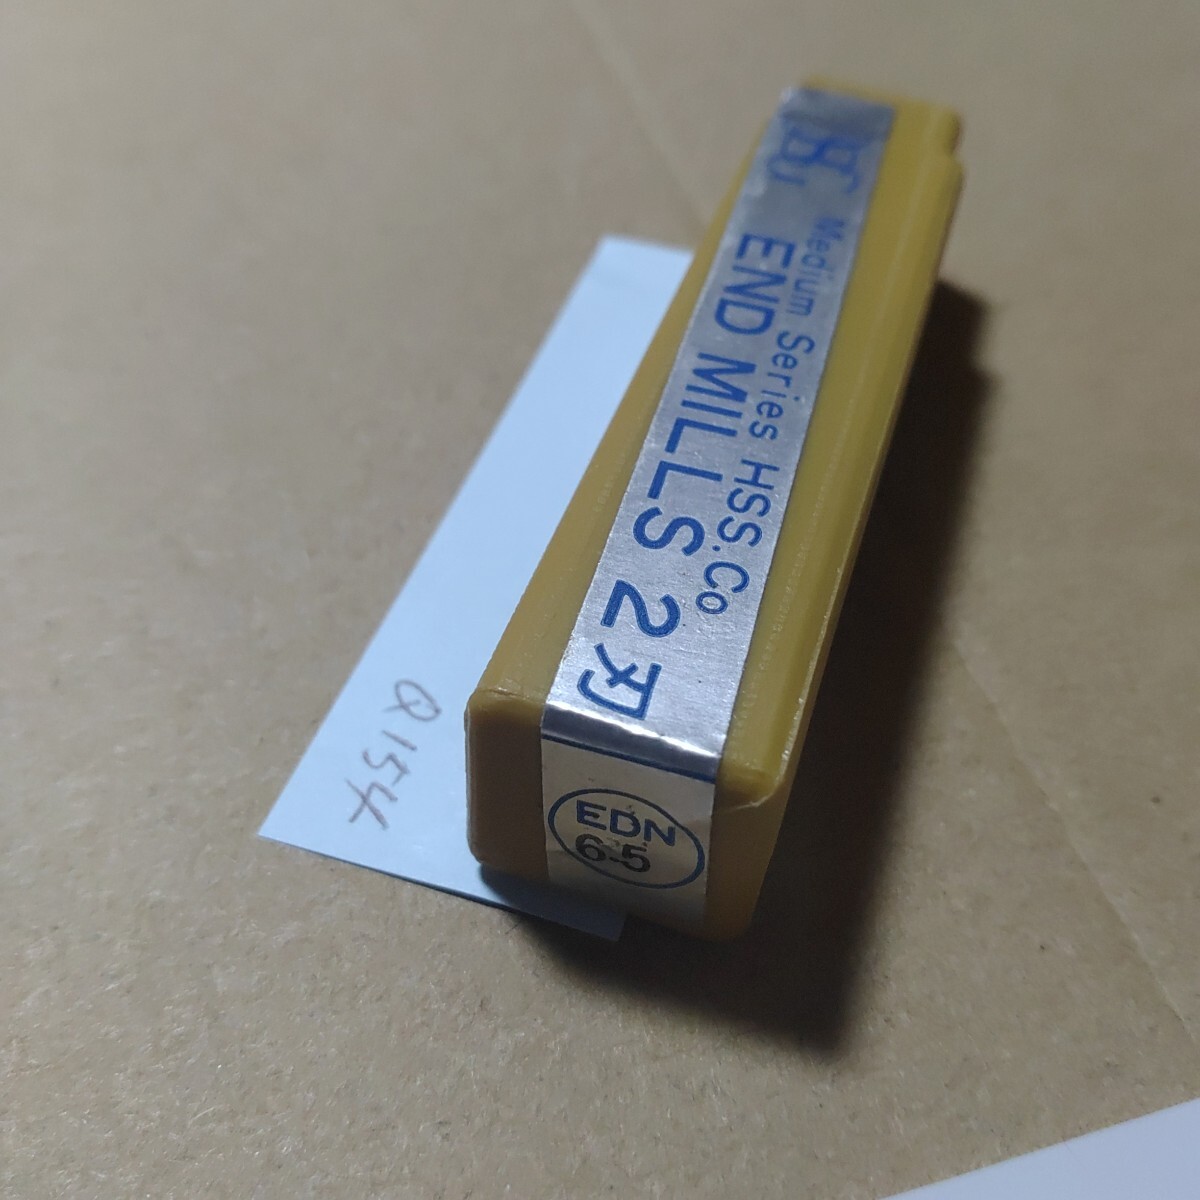 Medium Series HSS.Co
END MILLS 2刃
EDN
6.5
Q154